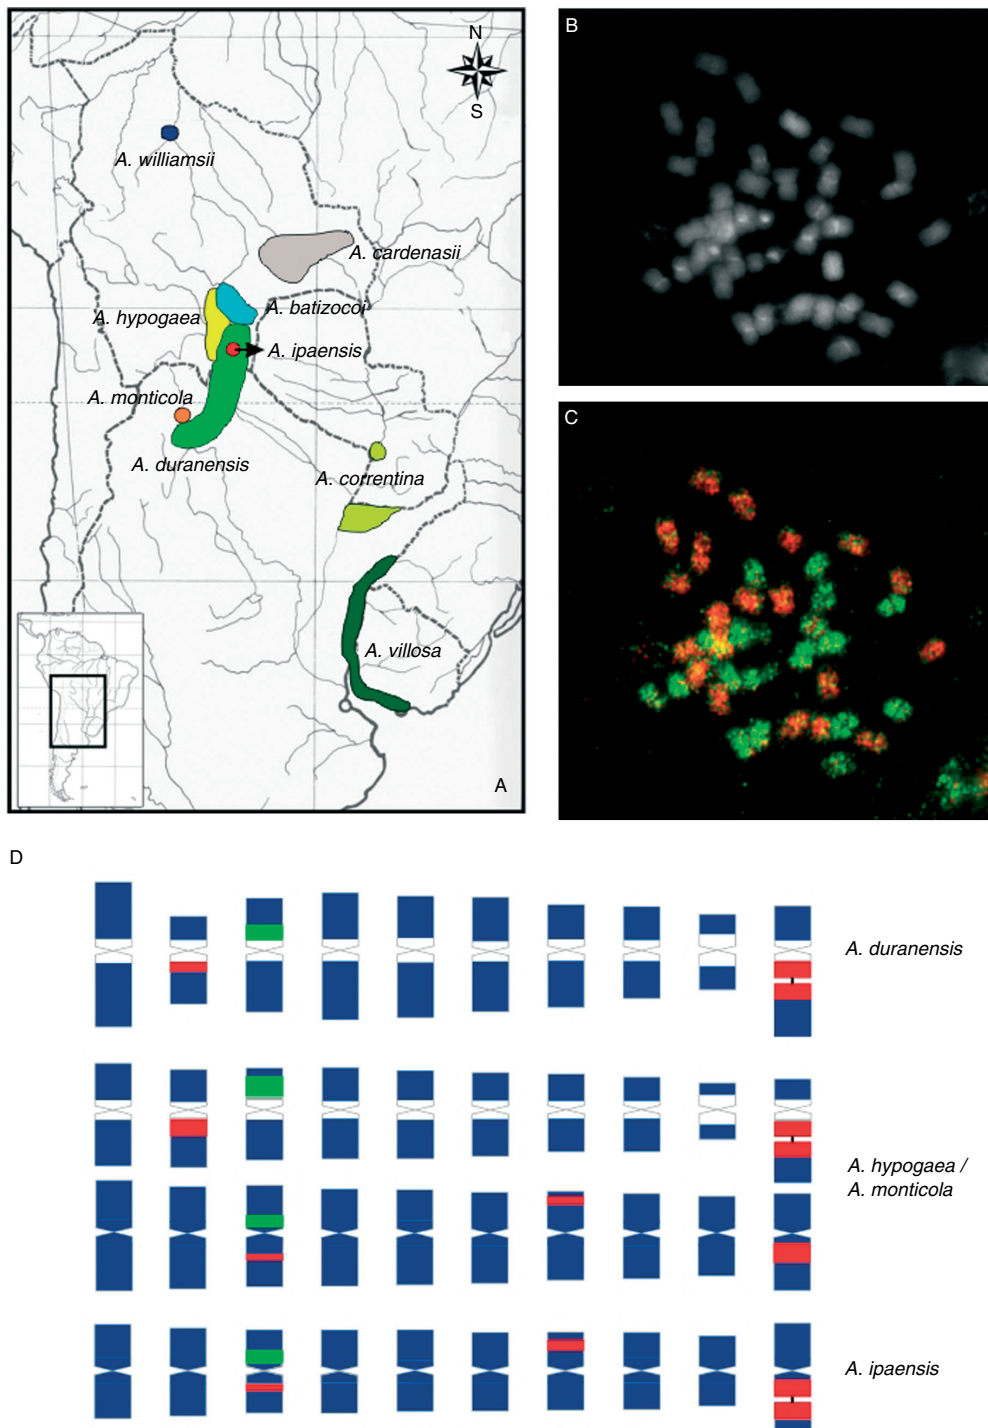 N
S
A. williamsii
A. cardenasii
A. batizocoi
A. hypogaea
A. ipaensis
A. monticola
A. duranensis
A. correntina
A. villosa
A
B
C
D
A. duranensis
A. hypogaea /
A. monticola
A. ipaensis